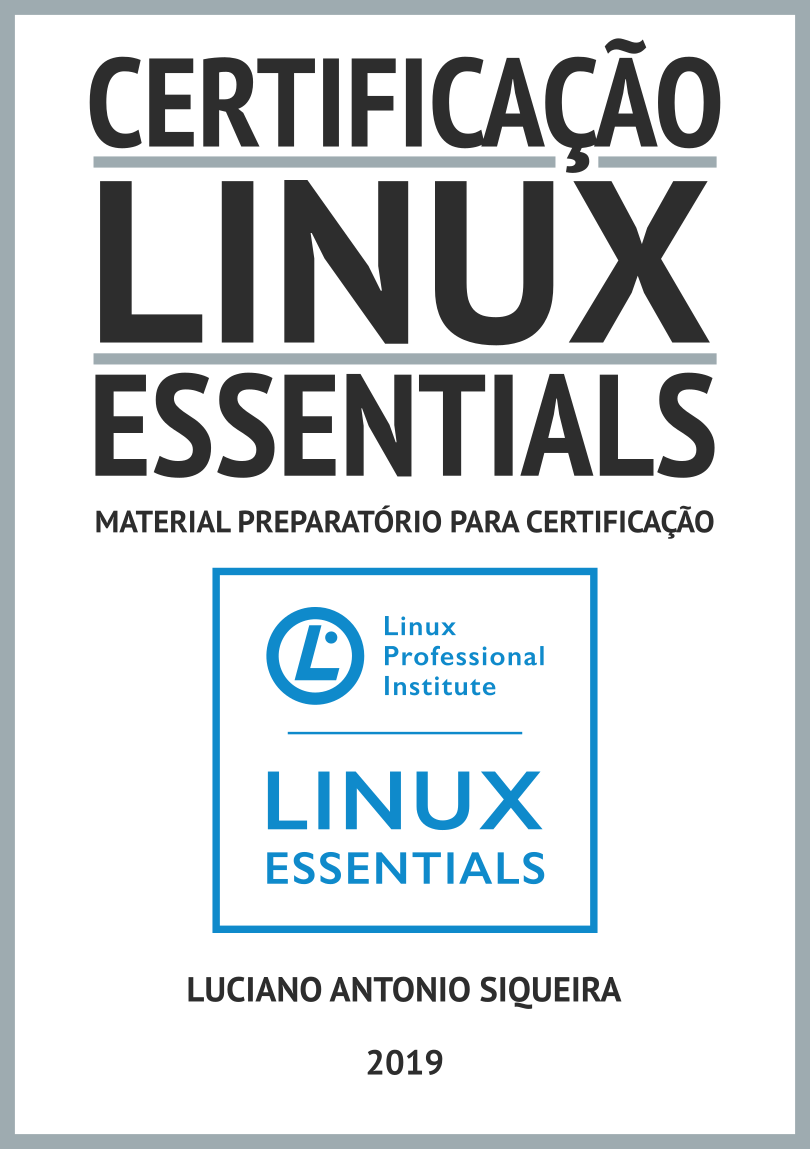 CERTIFICAÇÃO
LINUX
ESSENTIALS
MATERIAL PREPARATÓRIO PARA CERTIFICAÇÃO
Linux
Professional
Institute
LINUX
ESSENTIALS
LUCIANO ANTONIO SIQUEIRA
2019